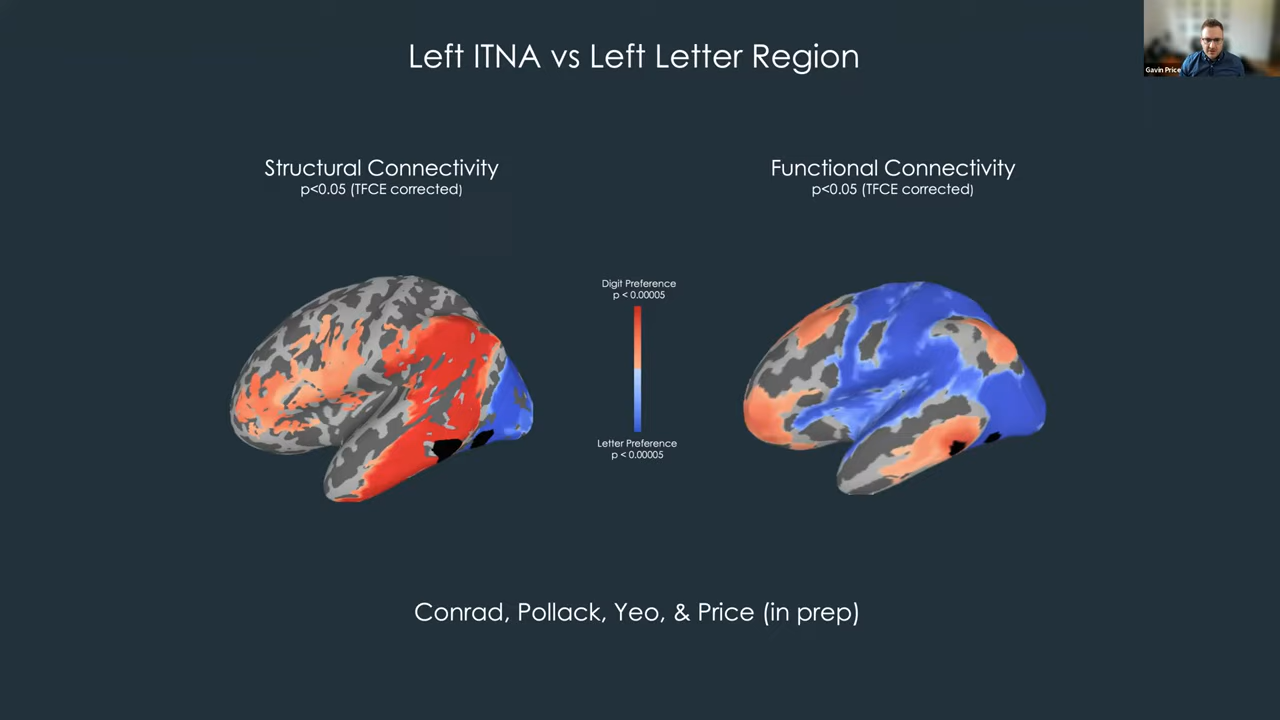 Gavin Price
Left ITNA vs Left Letter Region
Structural Connectivity
p<0.05 (TFCE corrected)
Functional Connectivity
p<0.05 (TFCE corrected)
Digit Preference
p < 0.00005
Letter Preference
p < 0.00005
Conrad, Pollack, Yeo, & Price (in prep)